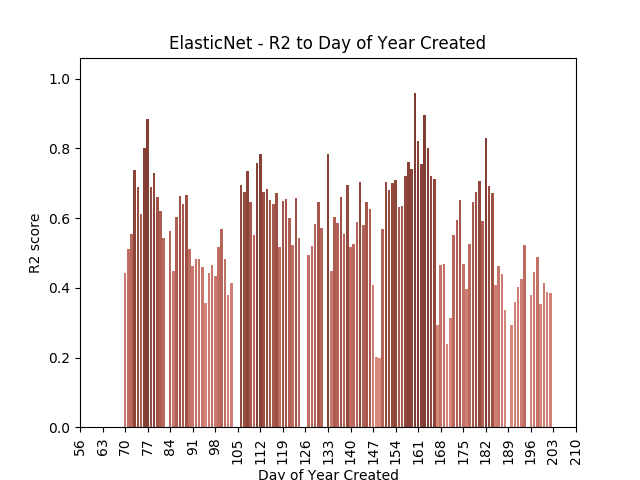 ElasticNet - R2 to Day of Year Created
1.0
0.8
0.6
0.4
0.2
0.0
R2 score
56 63 70 77 84 91 98 105 112 119 126 133 140 147 154 161 168 175 182 189 196 203 210
Day of Year Created